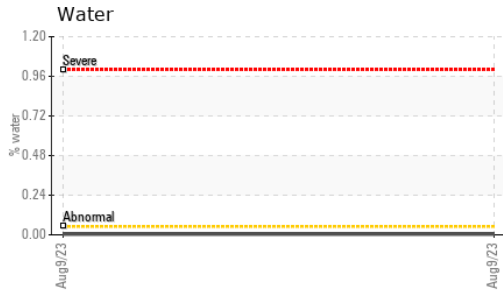 Water
1.20
Severe
0.96
0.72
% water
0.48
0.24
Abnormal
0.00
Aug9/23
Aug9/23